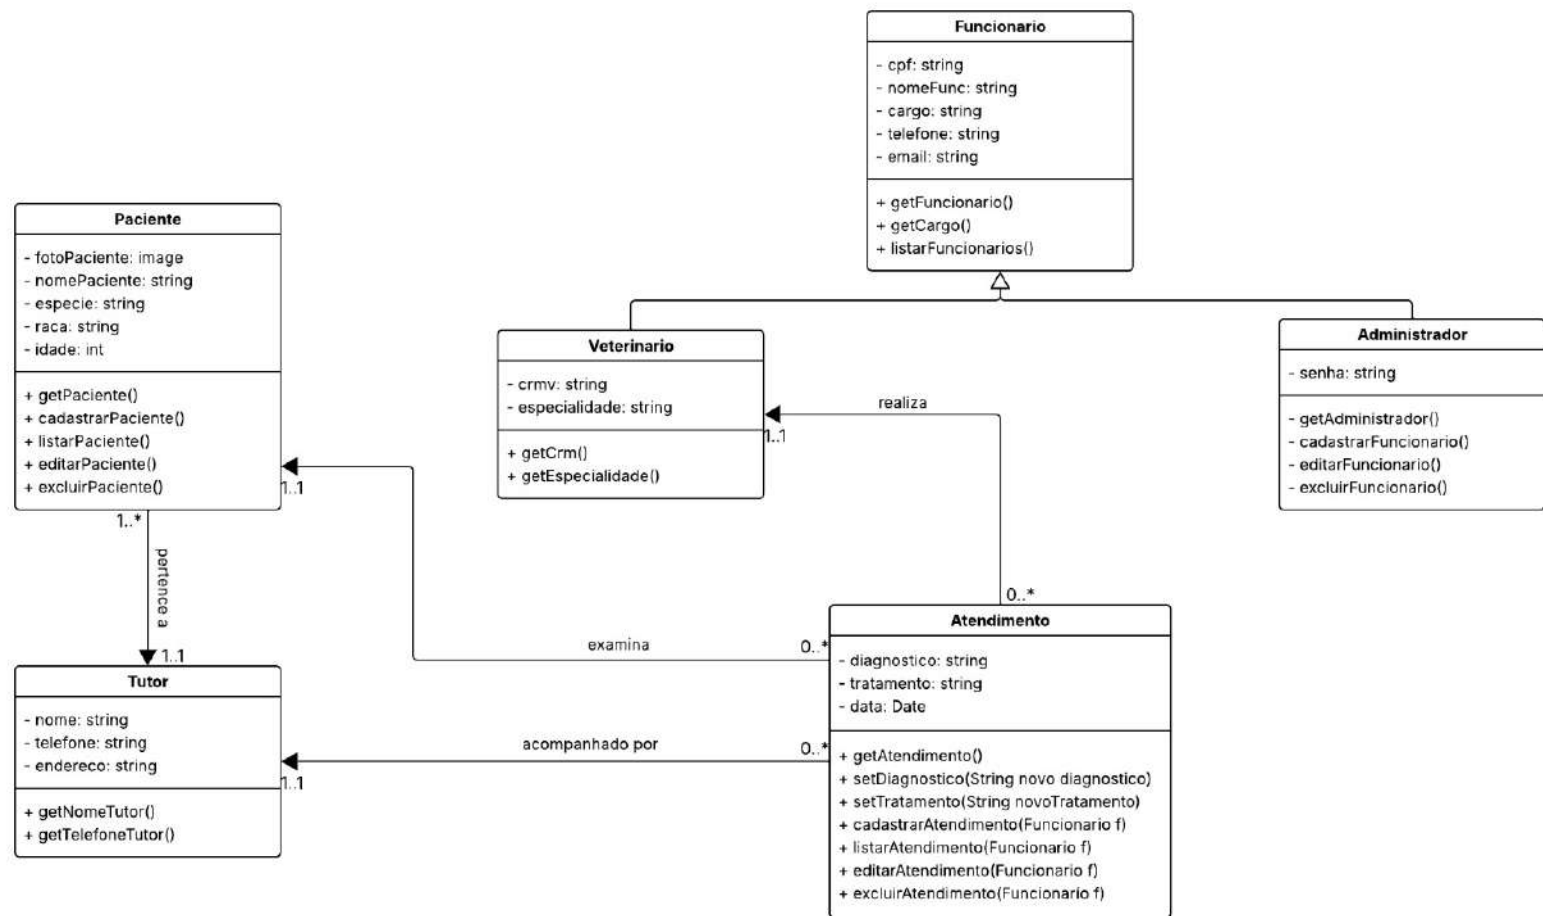 Funcionario
- cpf: string
- nomeFunc: string
- cargo: string
- telefone: string
- email: string
+ getFuncionario()
+ getCargo()
+ listarFuncionarios()
Paciente
- fotoPaciente: image
- nomePaciente: string
- especie: string
- raca: string
- idade: int
+ getPaciente()
+ cadastrarPaciente()
+ listarPaciente()
+ editarPaciente()
+ excluirPaciente()
Veterinario
- crmv: string
- especialidade: string
+ getCrm()
+ getEspecialidade()
Administrador
- senha: string
- getAdministrador()
- cadastrarFuncionario()
- editarFuncionario()
- excluirFuncionario()
realiza
1..1
0..*
1..1
examina
0..*
1..*
pertence a
1..1
Tutor
- nome: string
- telefone: string
- endereco: string
+ getNomeTutor()
+ getTelefoneTutor()
acompanhado por
0..*
1..1
Atendimento
- diagnostico: string
- tratamento: string
- data: Date
+ getAtendimento()
+ setDiagnostico(String novo diagnostico)
+ setTratamento(String novoTratamento)
+ cadastrarAtendimento(Funcionario f)
+ listarAtendimento(Funcionario f)
+ editarAtendimento(Funcionario f)
+ excluirAtendimento(Funcionario f)